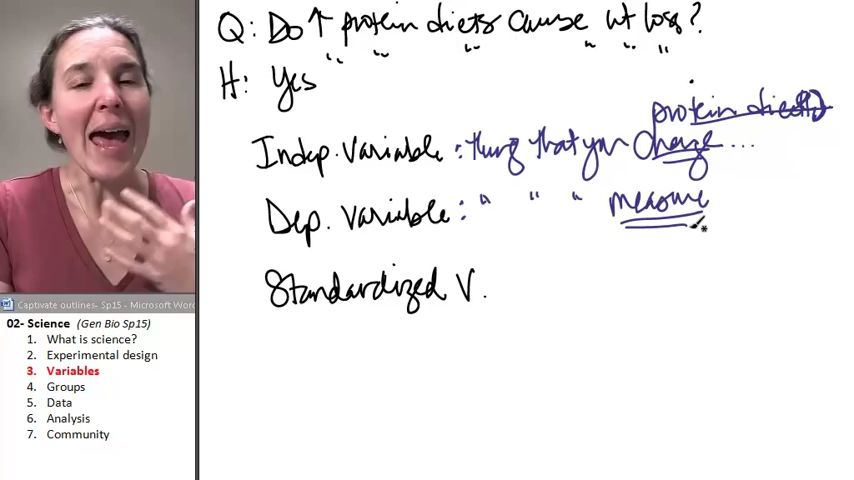 Q: Do ↑ protein diets cause wt loss?
H: Yes " " " " " "
protein diet
Indep. Variable : thing that you change ...
Dep. Variable : " " " measure
Standardized V.
Captivate outlines- Sp15 - Microsoft Word
02- Science (Gen Bio Sp15)
1. What is science?
2. Experimental design
3. Variables
4. Groups
5. Data
6. Analysis
7. Community